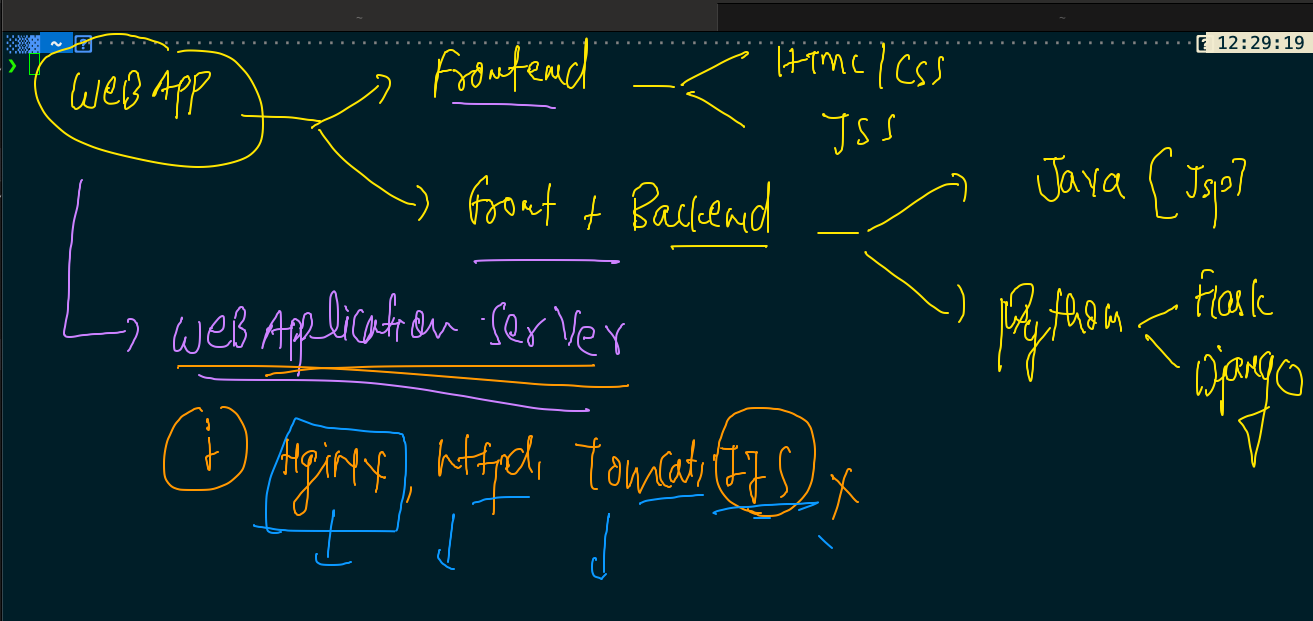 ~ ~
~ ? 12:29:19
❯
WEB APP
Frontend
Html/CSS
JSS
Front + Backend
Java [Jsp]
Python
Flask
Django
WEB Application Server
Nginx, httpd, Tomcat, IIS X